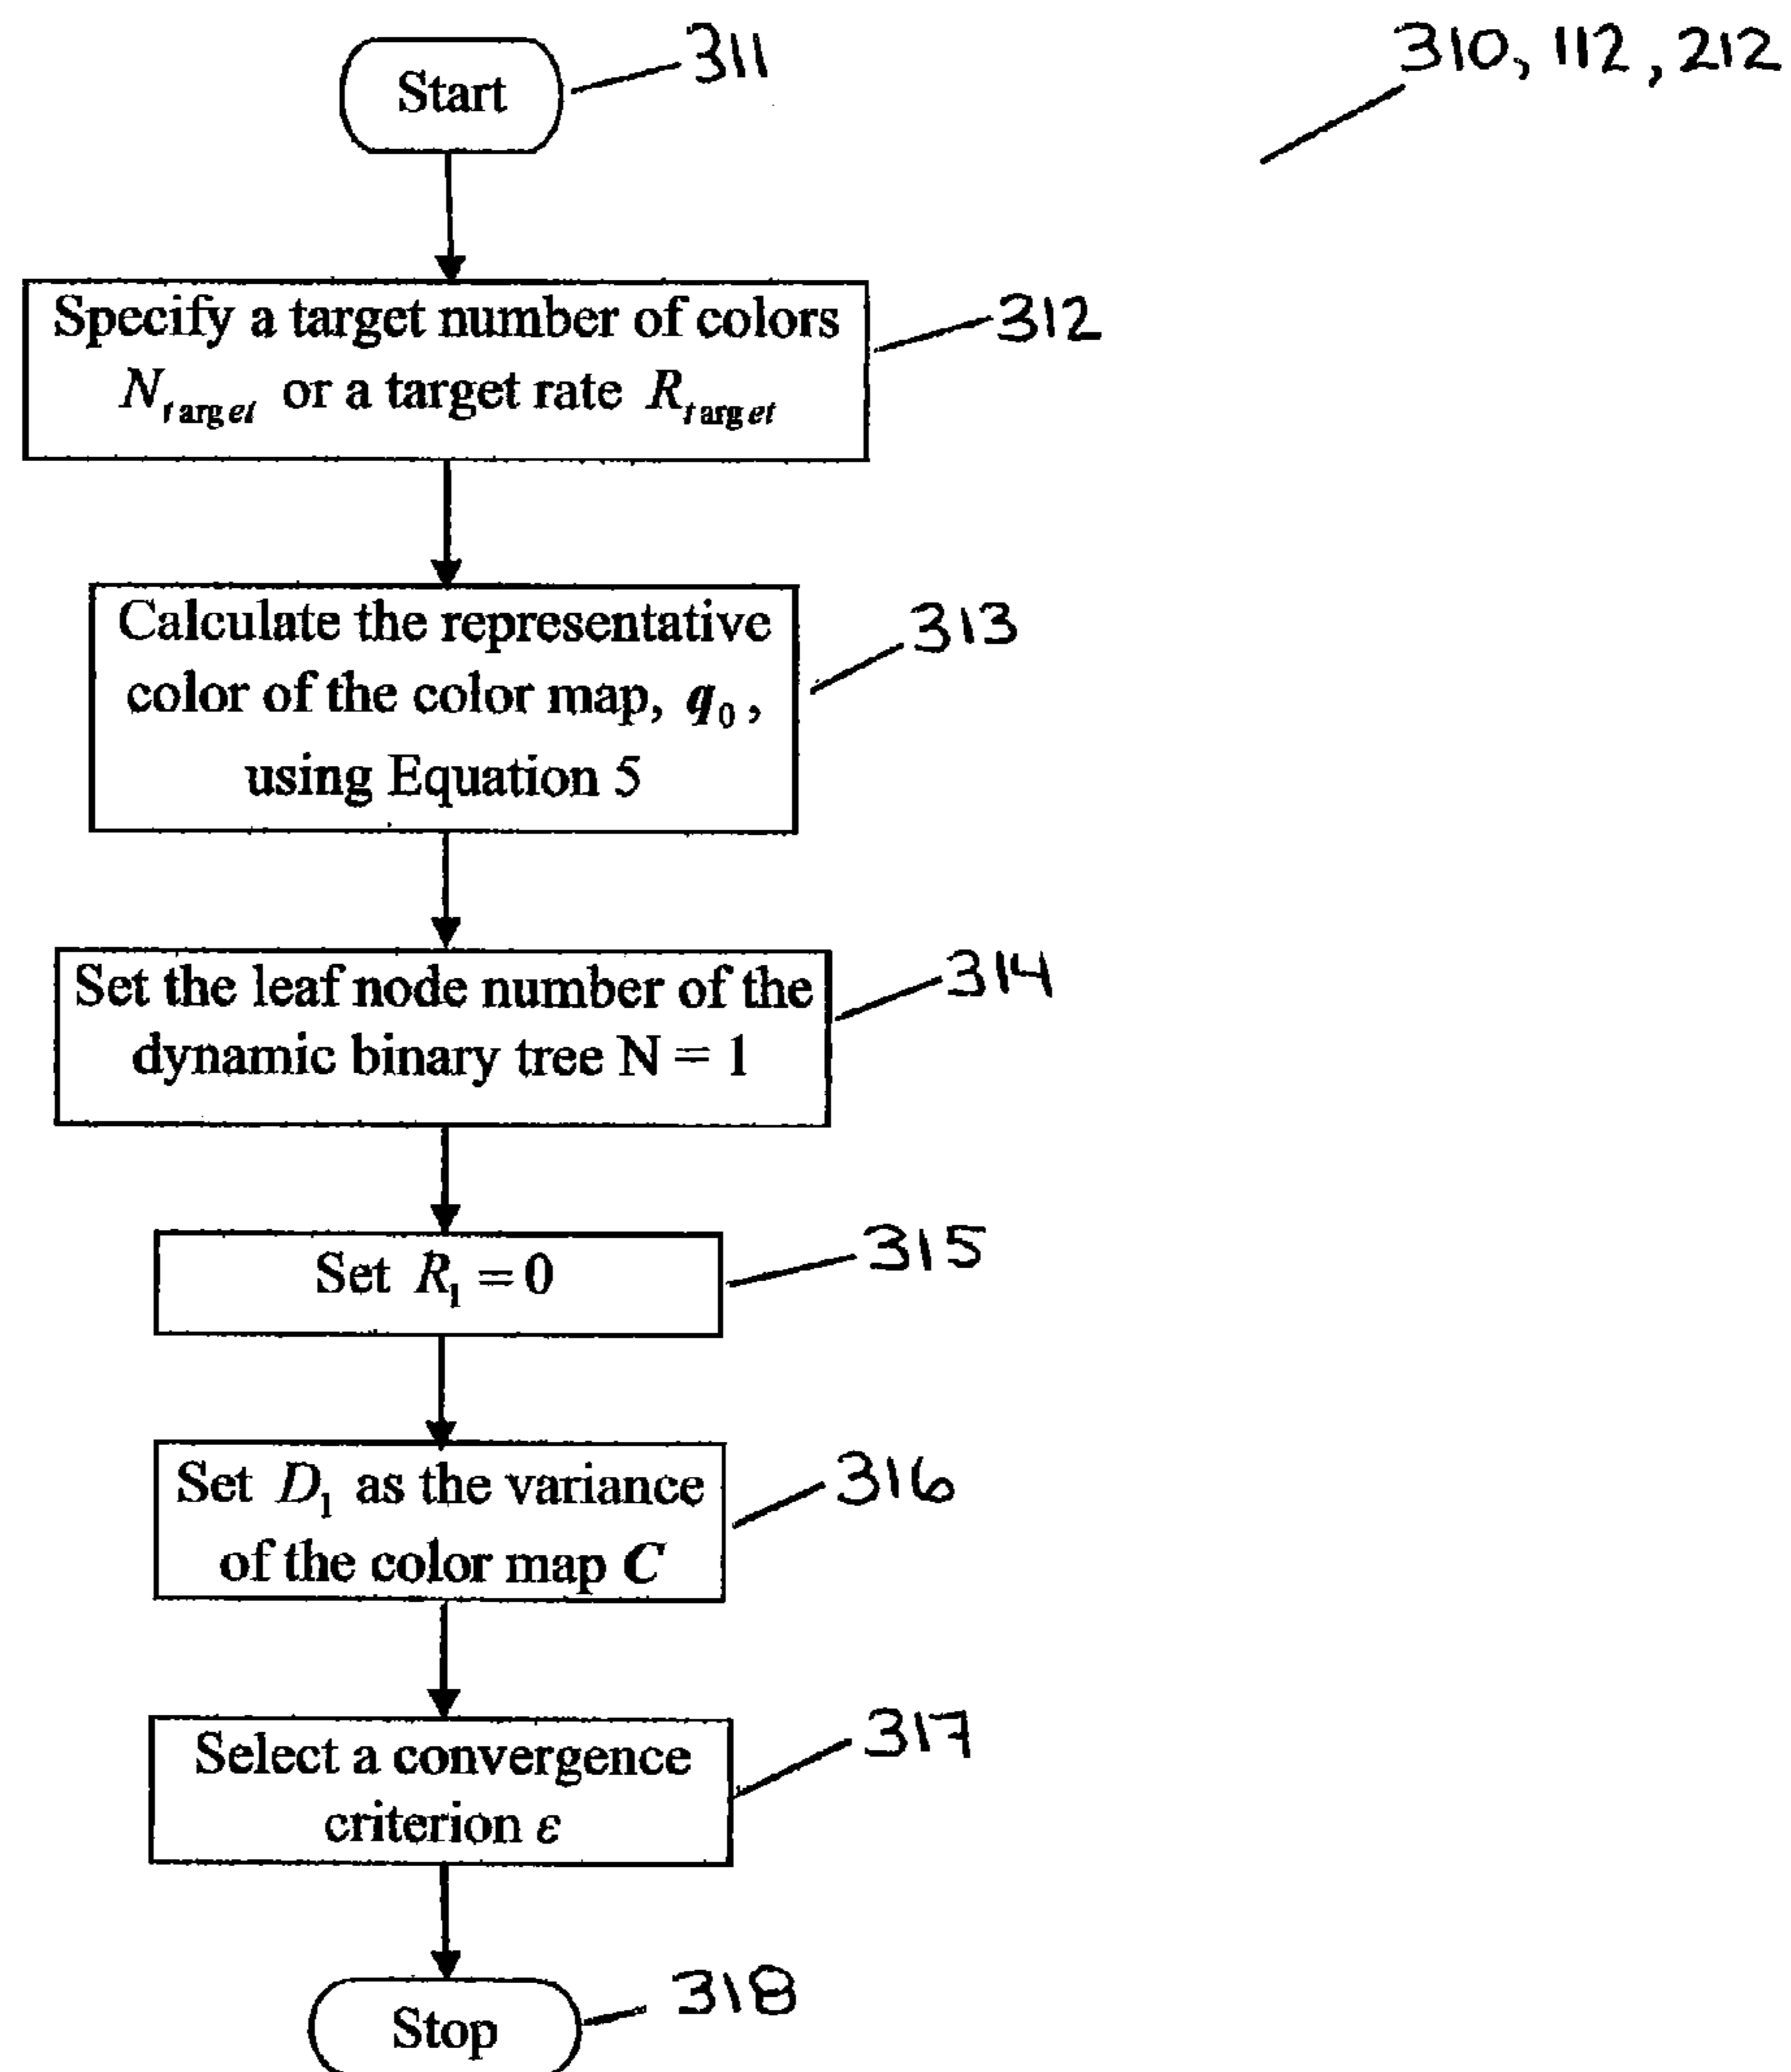 Start
311
310, 112, 212
Specify a target number of colors
N_target or a target rate R_target
312
Calculate the representative
color of the color map, q_0,
using Equation 5
313
Set the leaf node number of the
dynamic binary tree N = 1
314
Set R_1 = 0
315
Set D_1 as the variance
of the color map C
316
Select a convergence
criterion ε
317
Stop
318